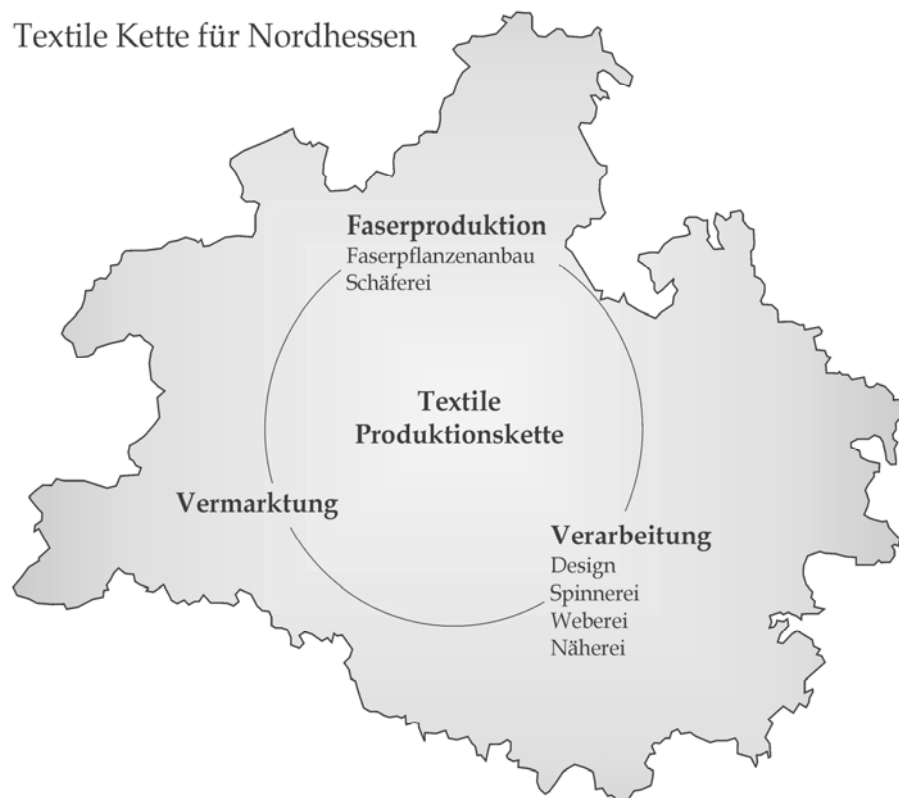 Textile Kette für Nordhessen
Faserproduktion
Faserpflanzenanbau
Schäferei
Textile
Produktionskette
Vermarktung
Verarbeitung
Design
Spinnerei
Weberei
Näherei